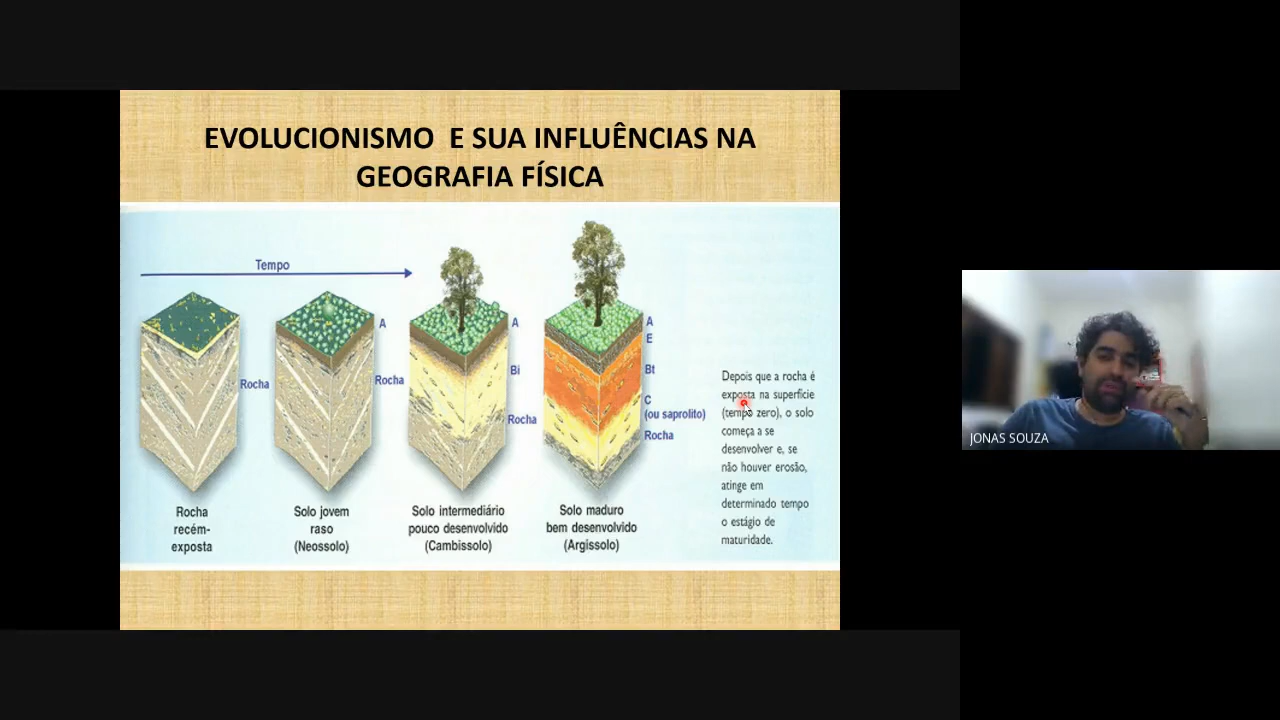 EVOLUCIONISMO E SUA INFLUÊNCIAS NA
GEOGRAFIA FÍSICA
Tempo
Rocha
A
Rocha
A
Bi
Rocha
A
E
Bt
C
(ou saprolito)
Rocha
Rocha
recém-
exposta
Solo jovem
raso
(Neossolo)
Solo intermediário
pouco desenvolvido
(Cambissolo)
Solo maduro
bem desenvolvido
(Argissolo)
Depois que a rocha é
exposta na superfície
(tempo zero), o solo
começa a se
desenvolver e, se
não houver erosão,
atinge em
determinado tempo
o estágio de
maturidade.
JONAS SOUZA